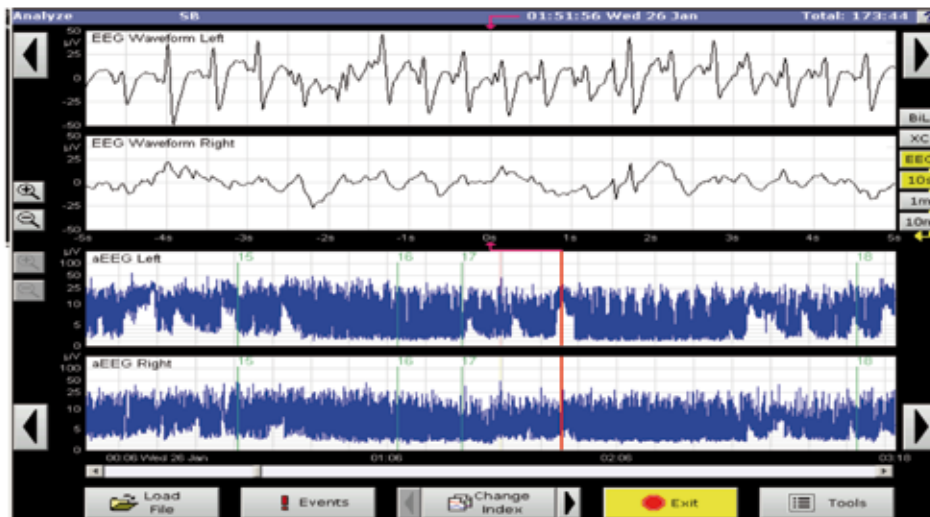 Analyze SB 01:51:56 Wed 26 Jan Total: 173:44 ?
50
µV
25
0
-25
-50
EEG Waveform Left
50
µV
25
0
-25
-50
EEG Waveform Right
-5s -4s -3s -2s -1s 0s 1s 2s 3s 4s 5s
BiL
XC
EEG
10s
1m
10m
µV
100
50
25
10
5
0
aEEG Left
15 16 17 18
µV
100
50
25
10
5
0
aEEG Right
15 16 17 18
00:06 Wed 26 Jan 01:06 02:06 03:18
Load
File
Events
Change
Index
Exit
Tools